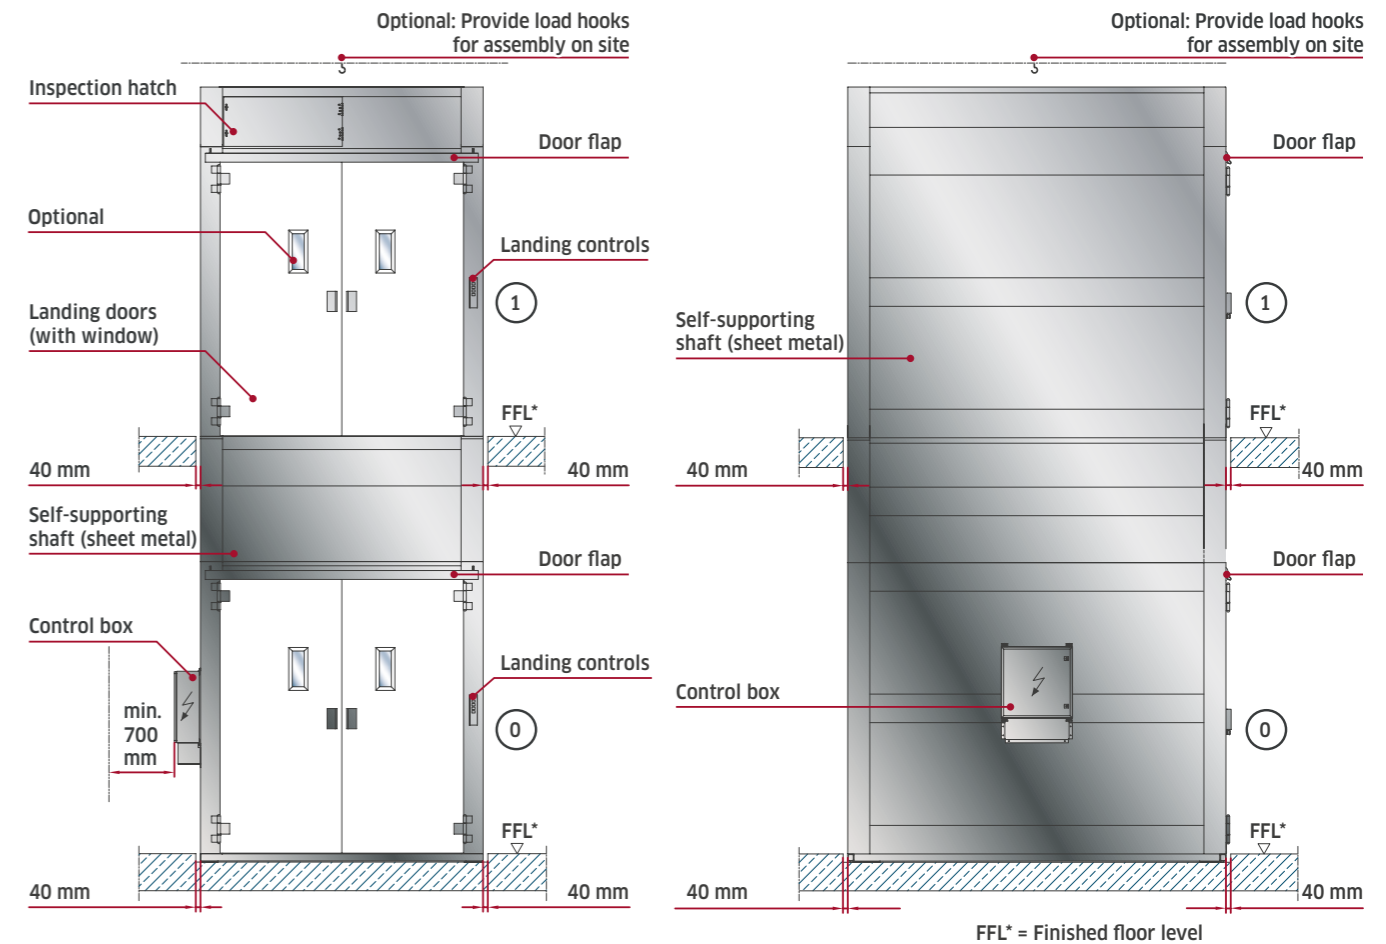 Optional: Provide load hooks
for assembly on site
Inspection hatch
Door flap
Optional
Landing controls
1
Landing doors
(with window)
FFL*
40 mm
40 mm
Self-supporting
shaft (sheet metal)
Door flap
Control box
Landing controls
min.
700
mm
0
FFL*
40 mm
40 mm
Optional: Provide load hooks
for assembly on site
Door flap
1
Self-supporting
shaft (sheet metal)
FFL*
40 mm
40 mm
Door flap
Control box
0
FFL*
40 mm
40 mm
FFL* = Finished floor level